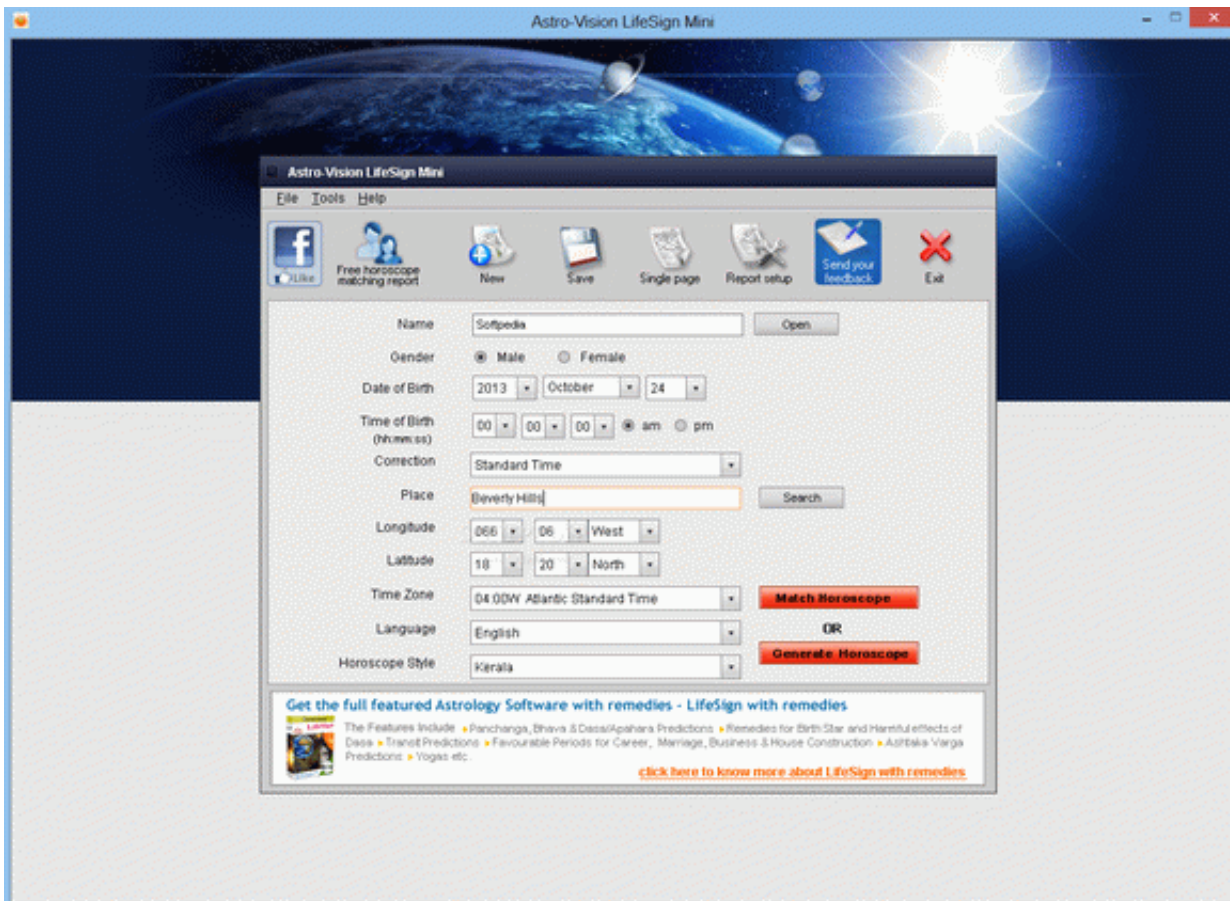 Astro-Vision LifeSign Mini
Astro-Vision LifeSign Mini
File Tools Help
f
Like
Free horoscope
matching report
New
Save
Single page
Report setup
Send your
feedback
Exit
Name Softpedia Open
Gender Male Female
Date of Birth 2013 October 24
Time of Birth 00 00 00 am pm
(hh:mm:ss)
Correction Standard Time
Place Beverly Hills Search
Longitude 066 06 West
Latitude 18 20 North
Time Zone 04:00W Atlantic Standard Time Match Horoscope
Language English OR
Horoscope Style Kerala Generate Horoscope
Get the full featured Astrology Software with remedies - LifeSign with remedies
The Features Include Panchanga, Bhava & Dasa/Apahara Predictions Remedies for Birth Star and Harmful effects of
Dasa Transit Predictions Favourable Periods for Career, Marriage, Business & House Construction Ashtaka Varga
Predictions Yogas etc.
click here to know more about LifeSign with remedies